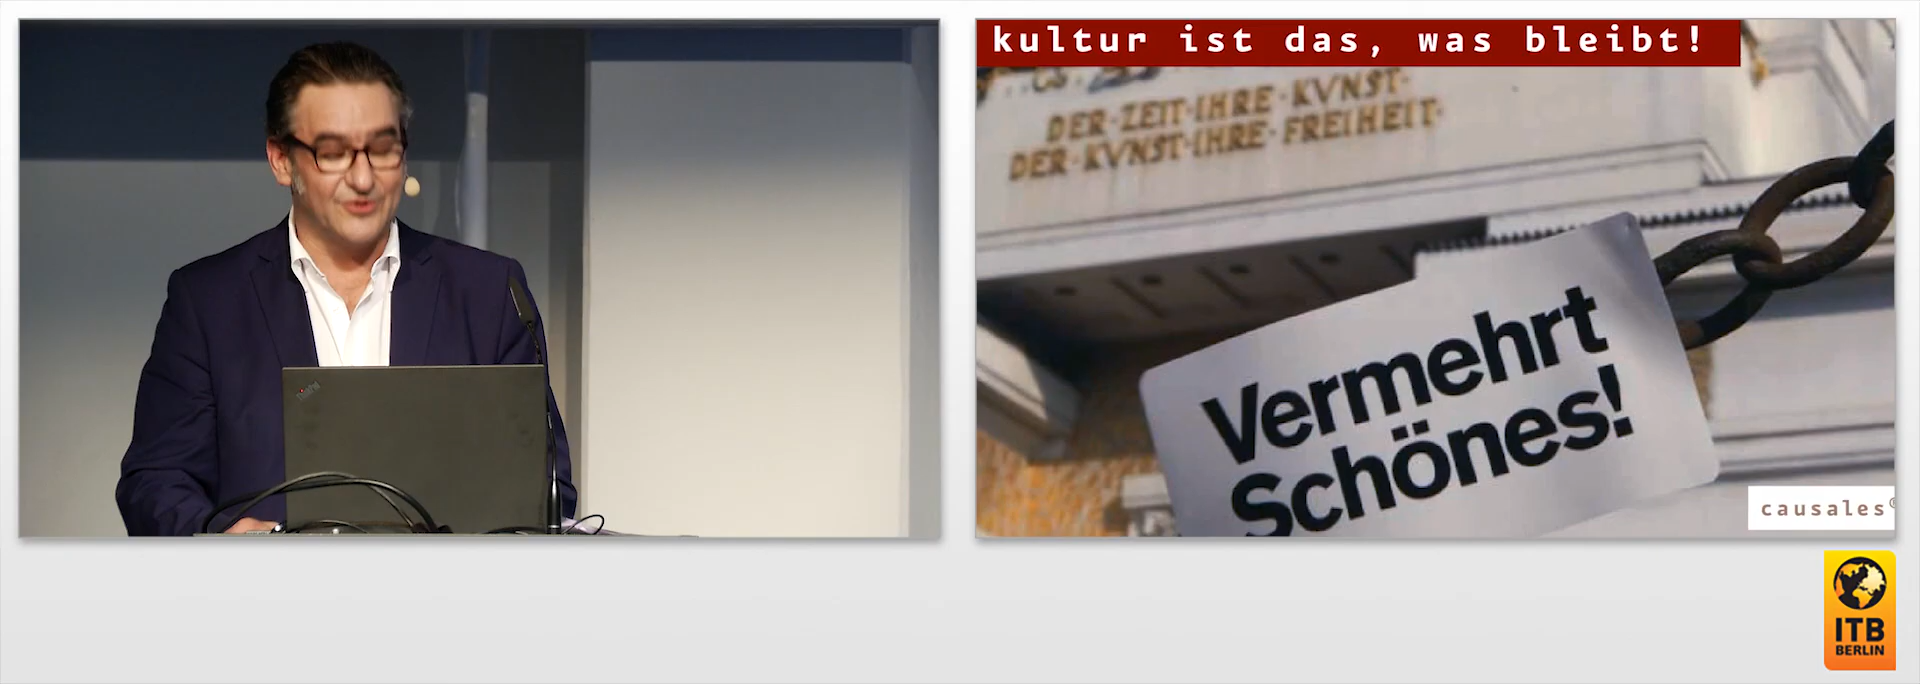 kultur ist das, was bleibt!
DER·ZEIT·IHRE·KVNST·
DER·KVNST·IHRE·FREIHEIT·
Vermehrt
Schönes!
causales©
ITB
BERLIN